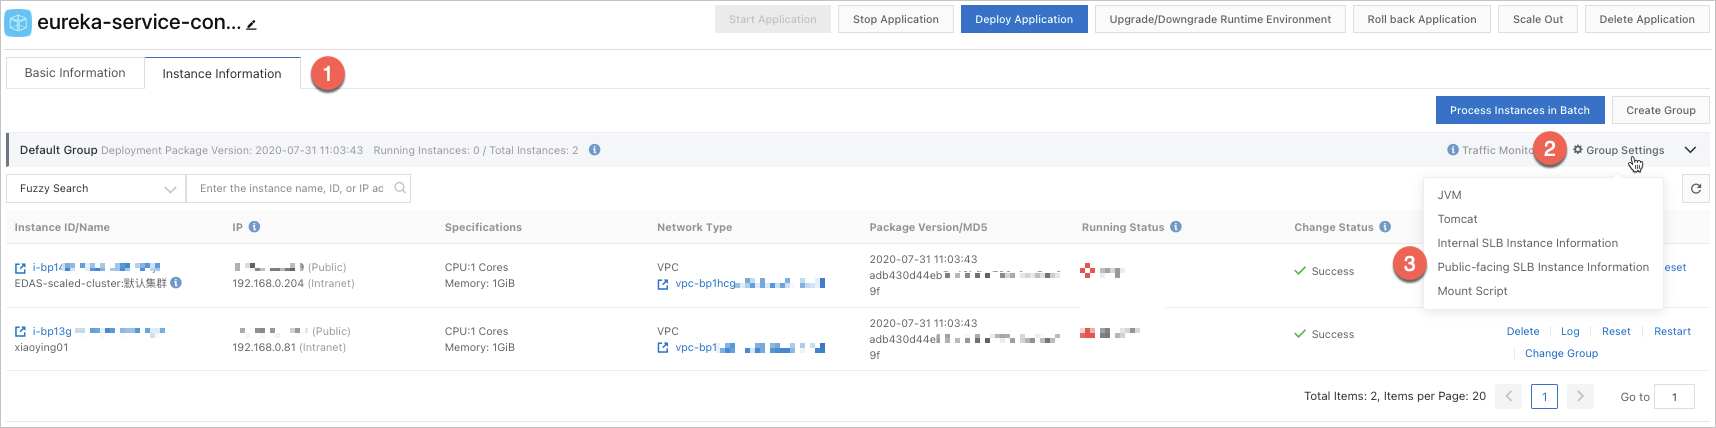 eureka-service-con...
Start Application
Stop Application
Deploy Application
Upgrade/Downgrade Runtime Environment
Roll back Application
Scale Out
Delete Application
Basic Information
Instance Information
1
Process Instances in Batch
Create Group
Default Group Deployment Package Version: 2020-07-31 11:03:43 Running Instances: 0 / Total Instances: 2
Traffic Monito
2
Group Settings
Fuzzy Search
Enter the instance name, ID, or IP ac
JVM
Tomcat
Internal SLB Instance Information
3
Public-facing SLB Instance Information
Mount Script
Instance ID/Name
IP
Specifications
Network Type
Package Version/MD5
Running Status
Change Status
i-bp14
EDAS-scaled-cluster:默认集群
(Public)
192.168.0.204 (Intranet)
CPU:1 Cores
Memory: 1GiB
VPC
vpc-bp1hcg
2020-07-31 11:03:43
adb430d44eb
9f
Success
eset
i-bp13g
xiaoying01
(Public)
192.168.0.81 (Intranet)
CPU:1 Cores
Memory: 1GiB
VPC
vpc-bp1
2020-07-31 11:03:43
adb430d44el
9f
Success
Delete
Log
Reset
Restart
Change Group
Total Items: 2, Items per Page: 20
1
Go to
1